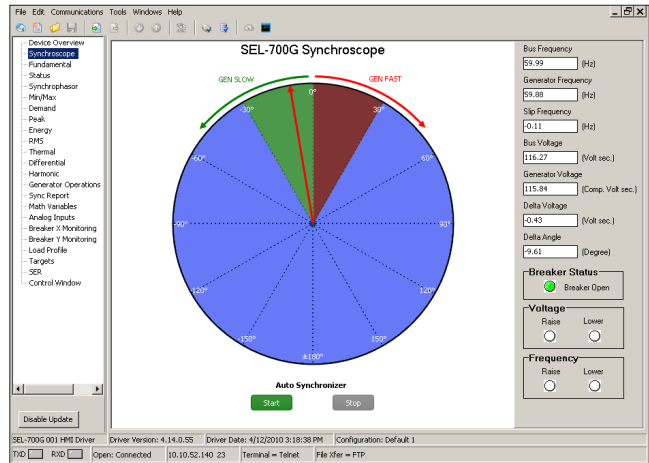 File Edit Communications Tools Windows Help
Device Overview
Synchroscope
Fundamental
Status
Synchrophasor
Min/Max
Demand
Peak
Energy
RMS
Thermal
Differential
Harmonic
Generator Operations
Sync Report
Math Variables
Analog Inputs
Breaker X Monitoring
Breaker Y Monitoring
Load Profile
Targets
SER
Control Window
Disable Update
SEL-700G Synchroscope
GEN SLOW
GEN FAST
0°
-30°
30°
-60°
60°
-90°
90°
-120°
120°
-150°
150°
±180°
Auto Synchronizer
Start
Stop
Bus Frequency
59.99 (Hz)
Generator Frequency
59.88 (Hz)
Slip Frequency
-0.11 (Hz)
Bus Voltage
116.27 (Volt sec.)
Generator Voltage
115.84 (Comp. Volt sec.)
Delta Voltage
-0.43 (Volt sec.)
Delta Angle
-9.61 (Degree)
Breaker Status
Breaker Open
Voltage
Raise Lower
Frequency
Raise Lower
SEL-700G 001 HMI Driver Driver Version: 4.14.0.55 Driver Date: 4/12/2010 3:18:38 PM Configuration: Default 1
TXD RXD Open: Connected 10.10.52.140 23 Terminal = Telnet File Xfer = FTP